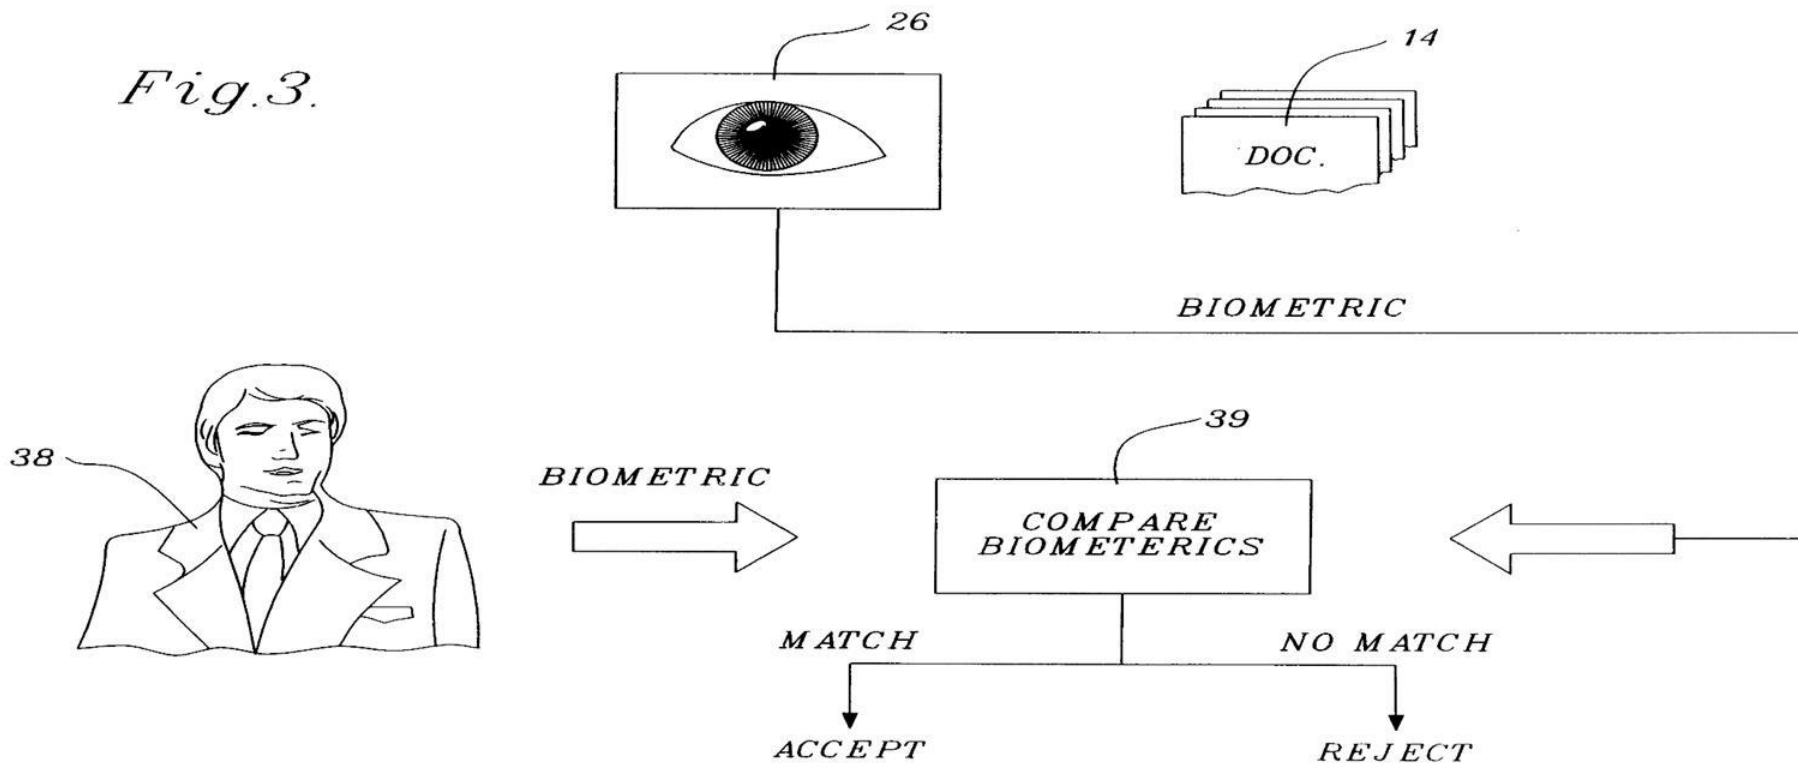 26
14
Fig.3.
DOC.
BIOMETRIC
39
38
BIOMETRIC
COMPARE
BIOMETERICS
MATCH
NO MATCH
ACCEPT
REJECT